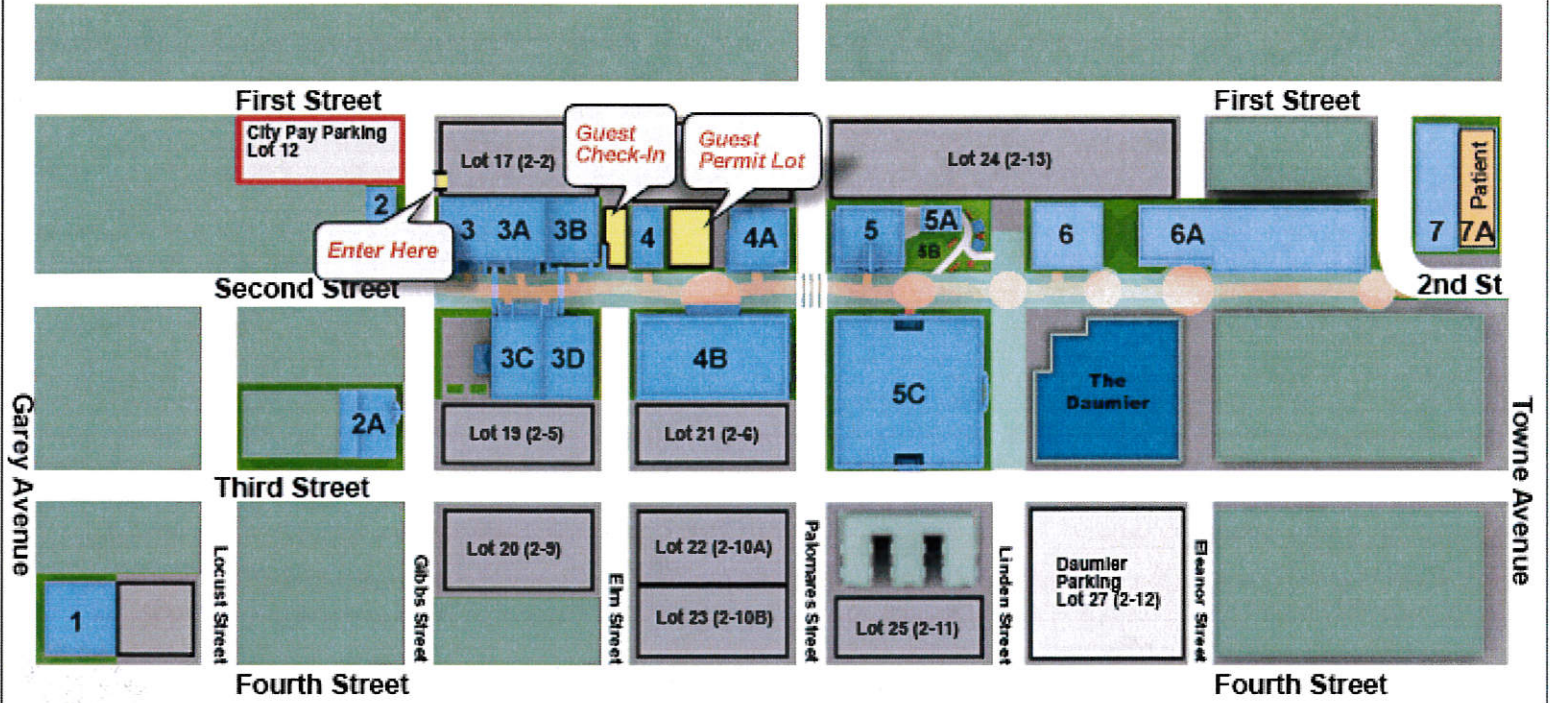 First Street
First Street
City Pay Parking
Lot 12
Lot 17 (2-2)
Guest
Check-In
Guest
Permit Lot
Lot 24 (2-13)
Patient
2
Enter Here
3
3A
3B
4
4A
5
5A
5B
6
6A
7
7A
Second Street
2nd St
3C
3D
4B
5C
The
Daumier
2A
Lot 19 (2-5)
Lot 21 (2-6)
Garey Avenue
Towne Avenue
Third Street
1
Locust Street
Gibbs Street
Lot 20 (2-9)
Elm Street
Lot 22 (2-10A)
Lot 23 (2-10B)
Palomares Street
Lot 25 (2-11)
Linden Street
Daumier
Parking
Lot 27 (2-12)
Eleanor Street
Fourth Street
Fourth Street